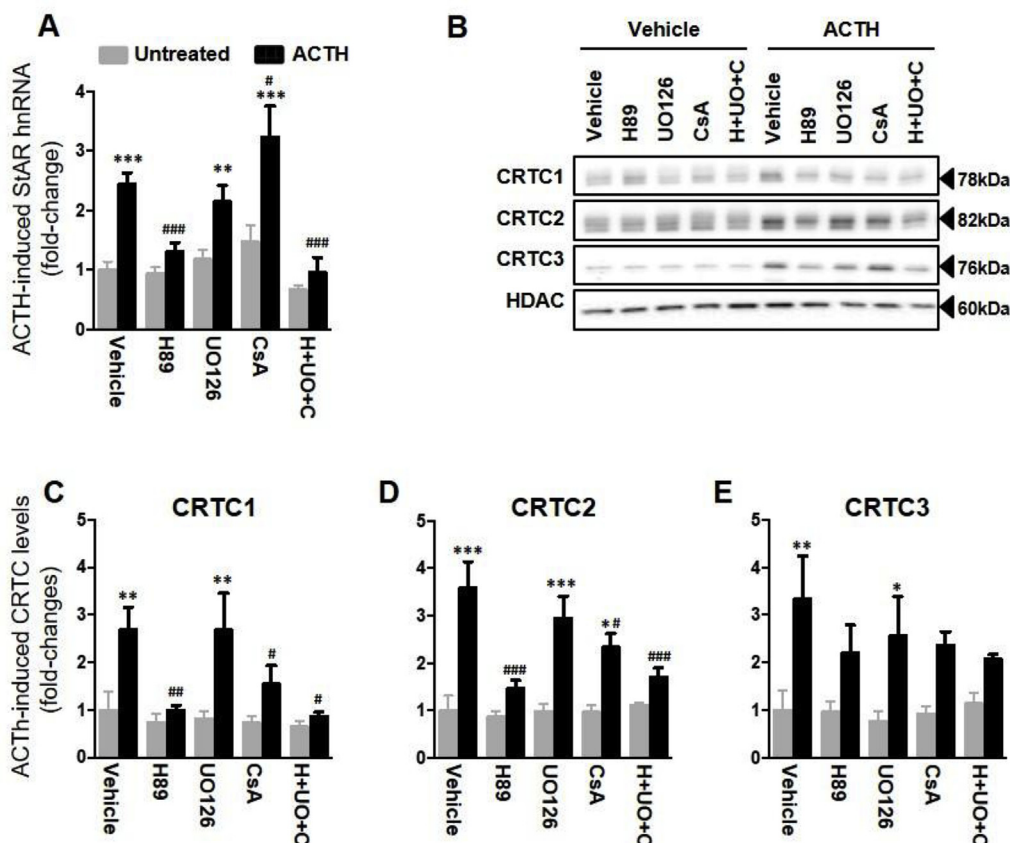 A
Untreated ACTH
ACTH-induced StAR hnRNA
(fold-change)
4
3
2
1
0
***
###
**
#
***
###
Vehicle
H89
UO126
CsA
H+UO+C
B
Vehicle ACTH
Vehicle H89 UO126 CsA H+UO+C Vehicle H89 UO126 CsA H+UO+C
CRTC1 78kDa
CRTC2 82kDa
CRTC3 76kDa
HDAC 60kDa
ACTh-induced CRTC levels
(fold-changes)
C
CRTC1
5
4
3
2
1
0
**
##
**
#
#
Vehicle
H89
UO126
CsA
H+UO+C
D
CRTC2
5
4
3
2
1
0
***
###
***
*#
###
Vehicle
H89
UO126
CsA
H+UO+C
E
CRTC3
5
4
3
2
1
0
**
*
Vehicle
H89
UO126
CsA
H+UO+C